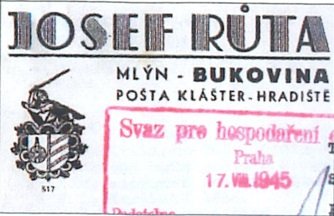 JOSEF RŮTA
MLÝN - BUKOVINA
POŠTA KLÁŠTER-HRADIŠTĚ
Svaz pro hospodaření
Praha
17. VIII. 1945
517